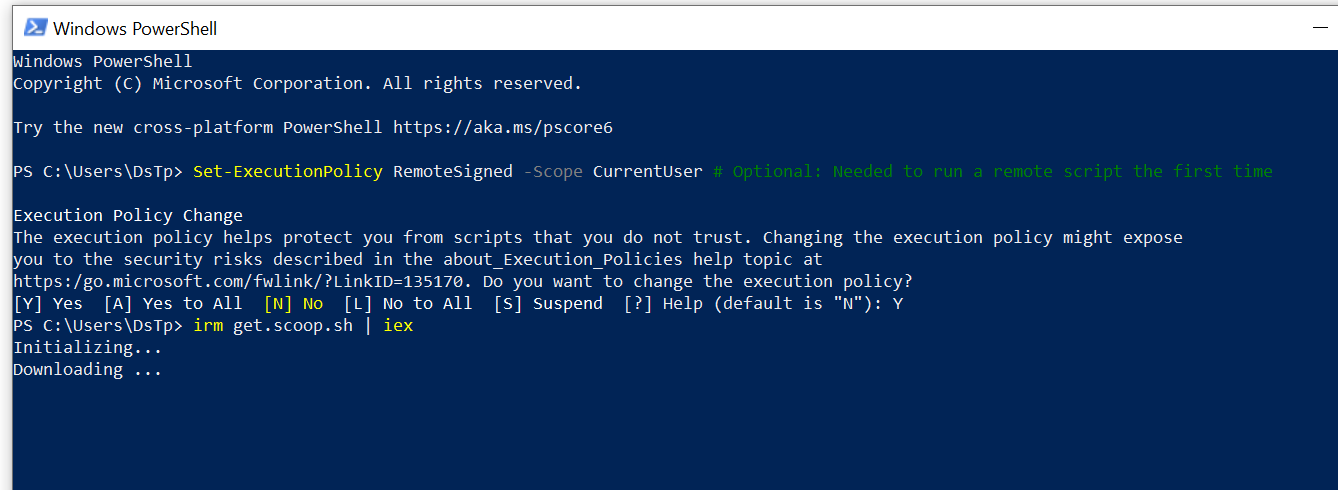 Windows PowerShell
Windows PowerShell
Copyright (C) Microsoft Corporation. All rights reserved.
Try the new cross-platform PowerShell https://aka.ms/pscore6
PS C:\Users\DsTp> Set-ExecutionPolicy RemoteSigned -Scope CurrentUser # Optional: Needed to run a remote script the first time
Execution Policy Change
The execution policy helps protect you from scripts that you do not trust. Changing the execution policy might expose
you to the security risks described in the about_Execution_Policies help topic at
https:/go.microsoft.com/fwlink/?LinkID=135170. Do you want to change the execution policy?
[Y] Yes  [A] Yes to All  [N] No  [L] No to All  [S] Suspend  [?] Help (default is "N"): Y
PS C:\Users\DsTp> irm get.scoop.sh | iex
Initializing...
Downloading ...